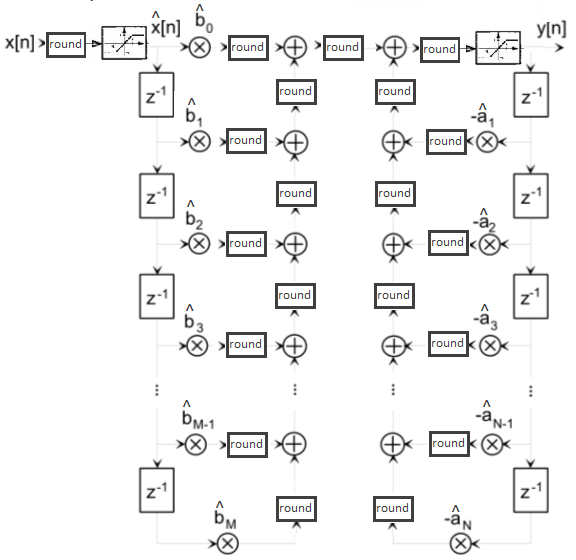 x[n] round x̂[n] b̂0 round round round y[n]
z-1 round round z-1
b̂1 round round -â1
z-1 round round z-1
b̂2 round round -â2
z-1 round round z-1
b̂3 round round -â3
⋮ ⋮ ⋮ ⋮
b̂M-1 round round -âN-1
z-1 round round z-1
b̂M -âN